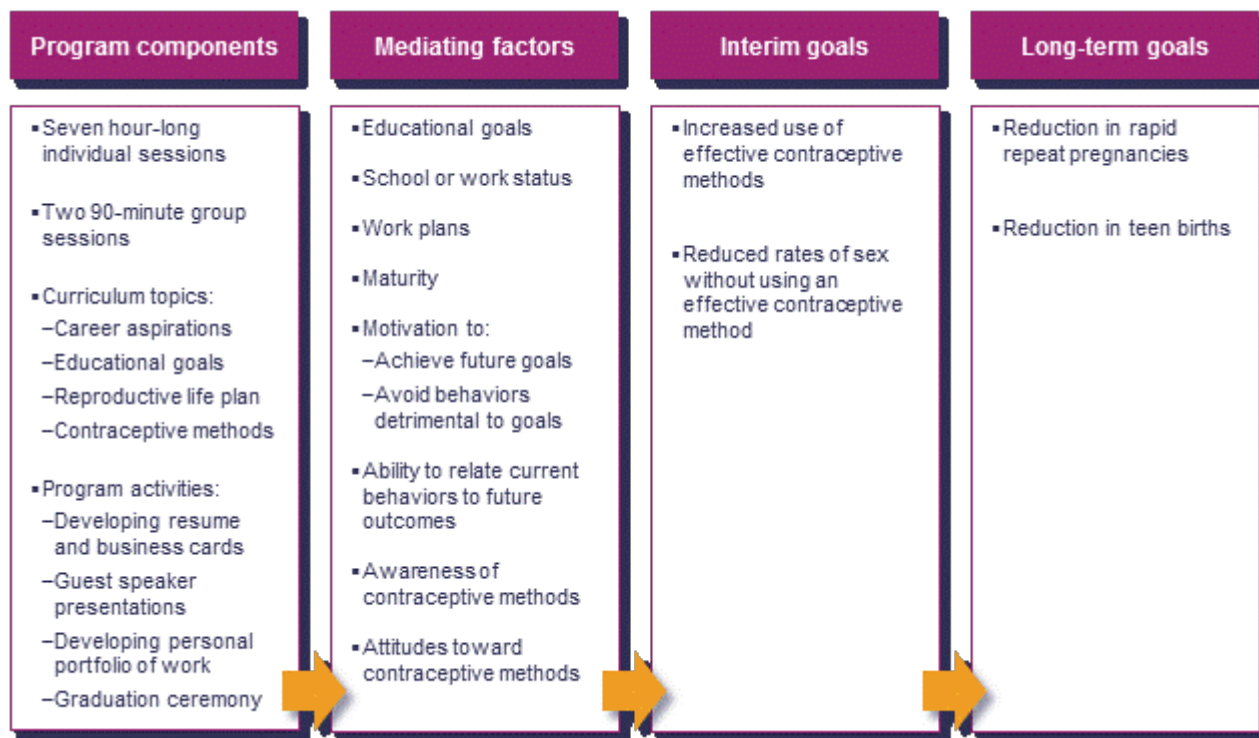 Program components
▪Seven hour-long
individual sessions
▪Two 90-minute group
sessions
▪Curriculum topics:
–Career aspirations
–Educational goals
–Reproductive life plan
–Contraceptive methods
▪Program activities:
–Developing resume
and business cards
–Guest speaker
presentations
–Developing personal
portfolio of work
–Graduation ceremony
Mediating factors
▪Educational goals
▪School or work status
▪Work plans
▪Maturity
▪Motivation to:
–Achieve future goals
–Avoid behaviors
detrimental to goals
▪Ability to relate current
behaviors to future
outcomes
▪Awareness of
contraceptive methods
▪Attitudes toward
contraceptive methods
Interim goals
▪Increased use of
effective contraceptive
methods
▪Reduced rates of sex
without using an
effective contraceptive
method
Long-term goals
▪Reduction in rapid
repeat pregnancies
▪Reduction in teen births